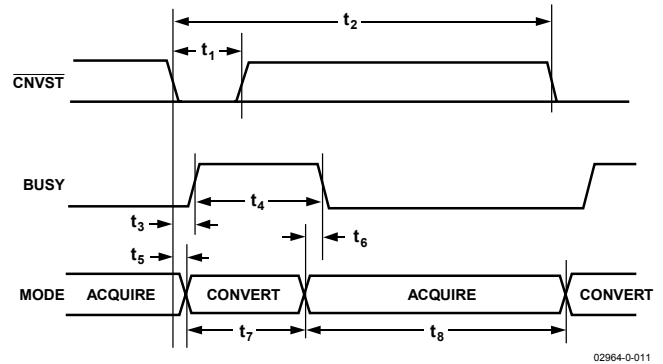 t2
t1
CNVST
BUSY
t4
t3
t6
t5
MODE ACQUIRE CONVERT ACQUIRE CONVERT
t7 t8
02964-0-011